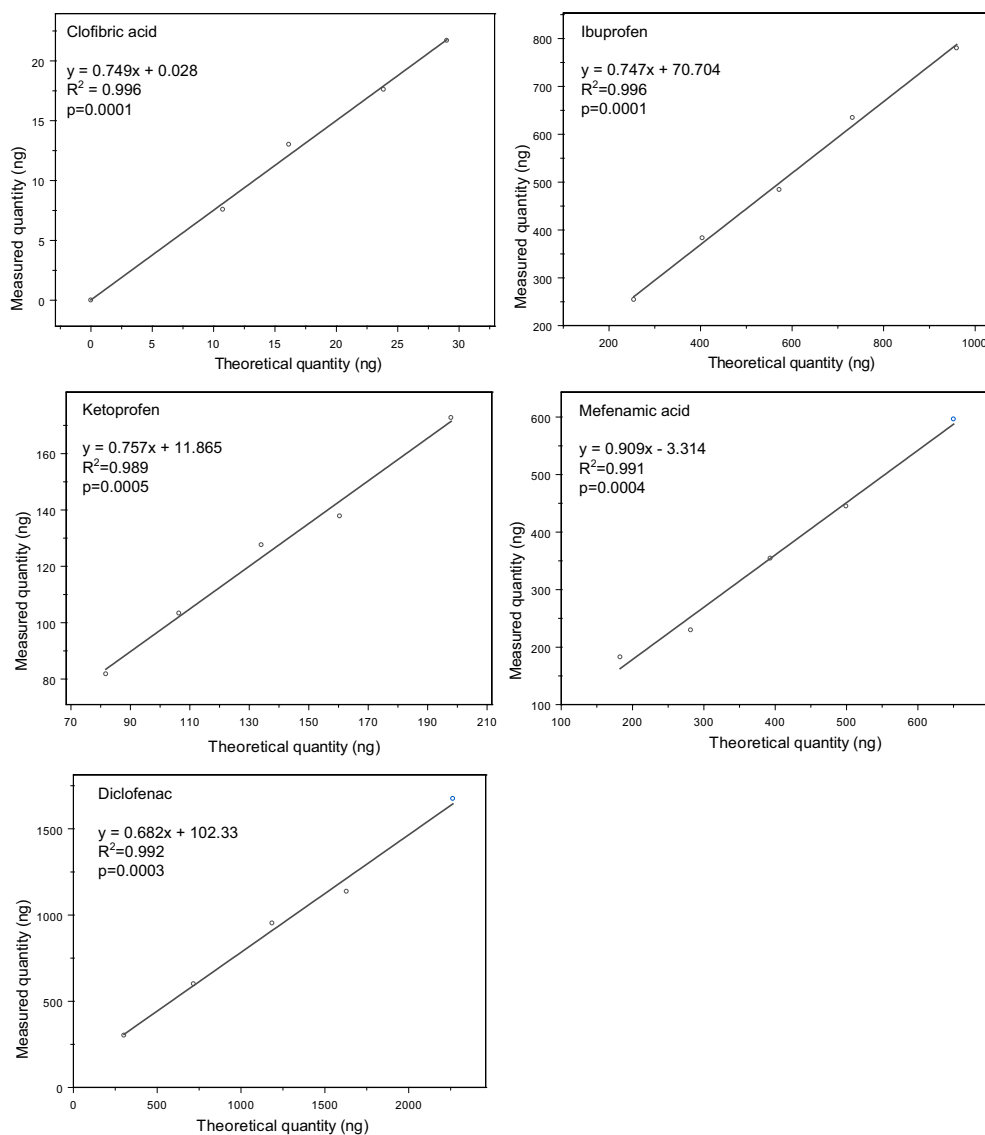 Clofibric acid
y = 0.749x + 0.028
R² = 0.996
p=0.0001
Measured quantity (ng)
20
15
10
5
0
0 5 10 15 20 25 30
Theoretical quantity (ng)
Ibuprofen
y = 0.747x + 70.704
R²=0.996
p=0.0001
Measured quantity (ng)
800
700
600
500
400
300
200
200 400 600 800 1000
Theoretical quantity (ng)
Ketoprofen
y = 0.757x + 11.865
R²=0.989
p=0.0005
Measured quantity (ng)
160
140
120
100
80
70 90 110 130 150 170 190 210
Theoretical quantity (ng)
Mefenamic acid
y = 0.909x - 3.314
R²=0.991
p=0.0004
Measured quantity (ng)
600
500
400
300
200
100
100 200 300 400 500 600
Theoretical quantity (ng)
Diclofenac
y = 0.682x + 102.33
R²=0.992
p=0.0003
Measured quantity (ng)
1500
1000
500
0
0 500 1000 1500 2000
Theoretical quantity (ng)